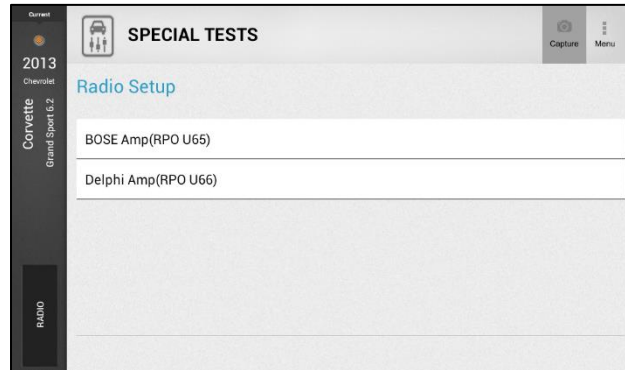 Current
2013
Chevrolet
Corvette
Grand Sport 6.2
RADIO
SPECIAL TESTS
Capture
Menu
Radio Setup
BOSE Amp(RPO U65)
Delphi Amp(RPO U66)